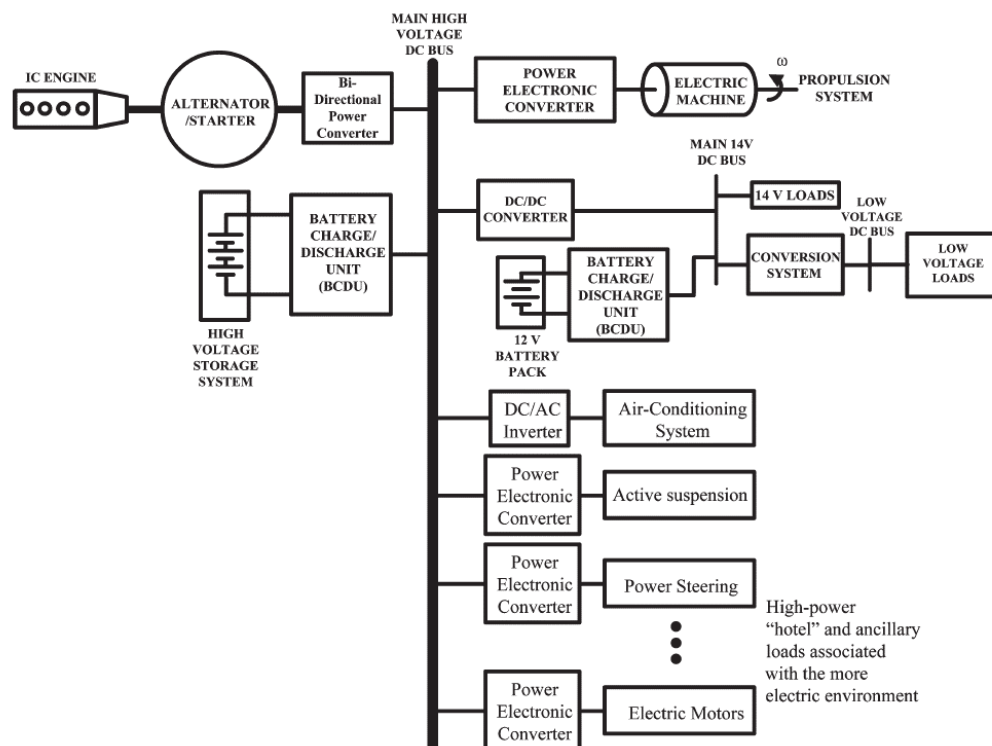 MAIN HIGH
VOLTAGE
DC BUS
IC ENGINE
ALTERNATOR
/STARTER
Bi-
Directional
Power
Converter
POWER
ELECTRONIC
CONVERTER
ELECTRIC
MACHINE
ω
PROPULSION
SYSTEM
MAIN 14V
DC BUS
BATTERY
CHARGE/
DISCHARGE
UNIT
(BCDU)
HIGH
VOLTAGE
STORAGE
SYSTEM
DC/DC
CONVERTER
14 V LOADS
LOW
VOLTAGE
DC BUS
BATTERY
CHARGE/
DISCHARGE
UNIT
(BCDU)
12 V
BATTERY
PACK
CONVERSION
SYSTEM
LOW
VOLTAGE
LOADS
DC/AC
Inverter
Air-Conditioning
System
Power
Electronic
Converter
Active suspension
Power
Electronic
Converter
Power Steering
High-power
“hotel” and ancillary
loads associated
with the more
electric environment
Power
Electronic
Converter
Electric Motors